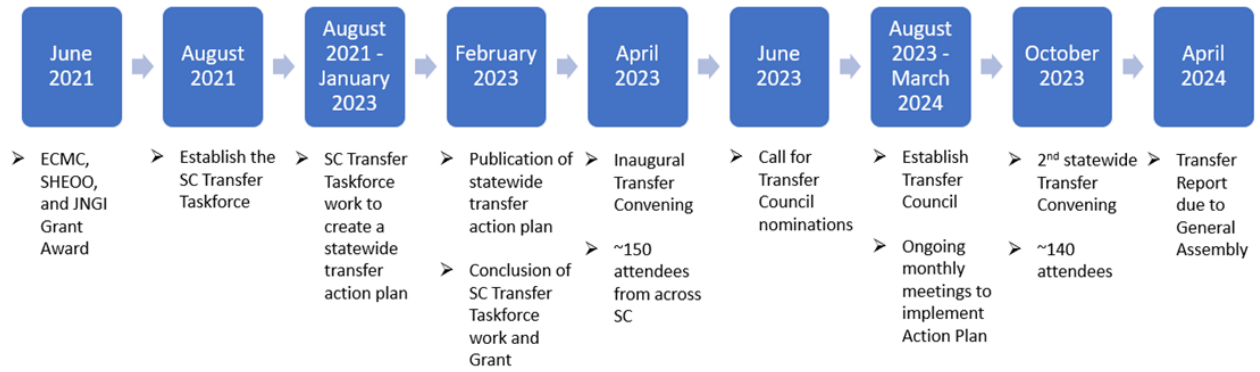 June
2021
August
2021
August
2021 -
January
2023
February
2023
April
2023
June
2023
August
2023 -
March
2024
October
2023
April
2024
➢ ECMC,
SHEOO,
and JNGI
Grant
Award
➢ Establish the
SC Transfer
Taskforce
➢ SC Transfer
Taskforce
work to
create a
statewide
transfer
action plan
➢ Publication of
statewide
transfer
action plan
➢ Conclusion of
SC Transfer
Taskforce
work and
Grant
➢ Inaugural
Transfer
Convening
➢ ~150
attendees
from across
SC
➢ Call for
Transfer
Council
nominations
➢ Establish
Transfer
Council
➢ Ongoing
monthly
meetings to
implement
Action Plan
➢ 2nd statewide
Transfer
Convening
➢ ~140
attendees
➢ Transfer
Report
due to
General
Assembly